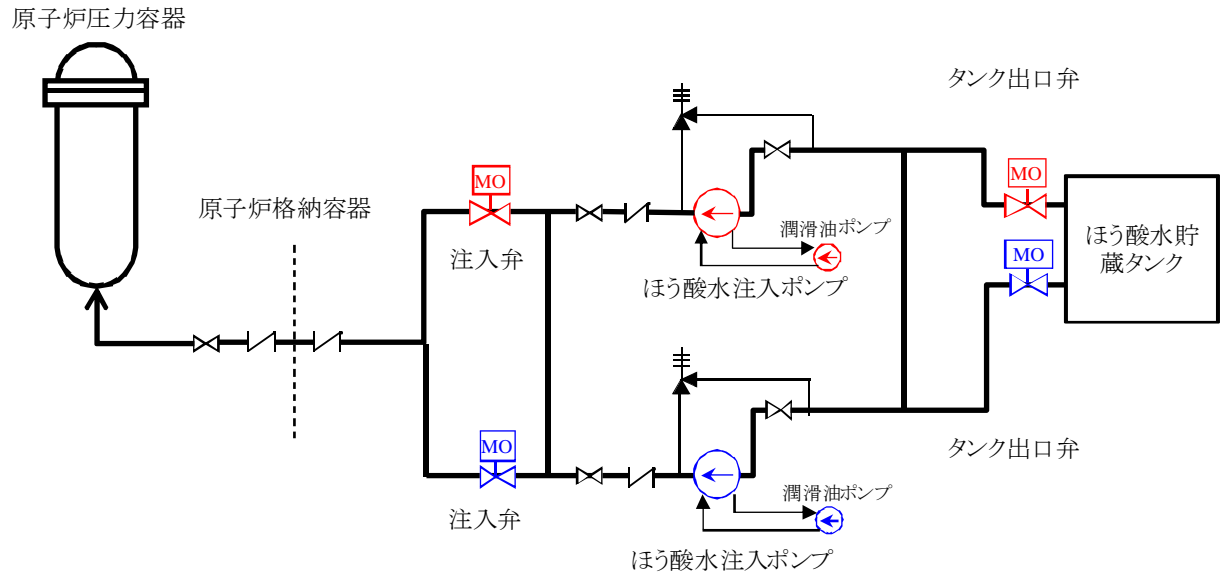 原子炉圧力容器
タンク出口弁
MO
MO
原子炉格納容器
注入弁
潤滑油ポンプ
ほう酸水注入ポンプ
MO
ほう酸水貯
蔵タンク
MO
注入弁
潤滑油ポンプ
ほう酸水注入ポンプ
タンク出口弁